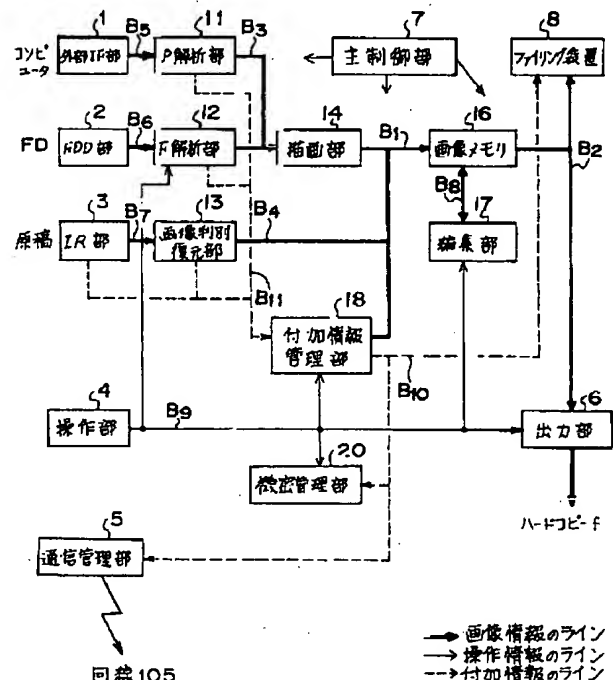 1
11
B5
B3
コンピュータ
外部IF部
P解析部
7
主制御部
8
ファイリング装置
2
B6
12
14
B1
16
B2
FD
FDD部
F解析部
描画部
画像メモリ
3
B7
13
B4
B8
17
原稿
IR部
画像判別
復元部
編集部
B11
18
付加情報
管理部
B10
4
B9
6
操作部
出力部
20
機密管理部
ハードコピーf
5
通信管理部
回線105
画像情報のライン
操作情報のライン
付加情報のライン